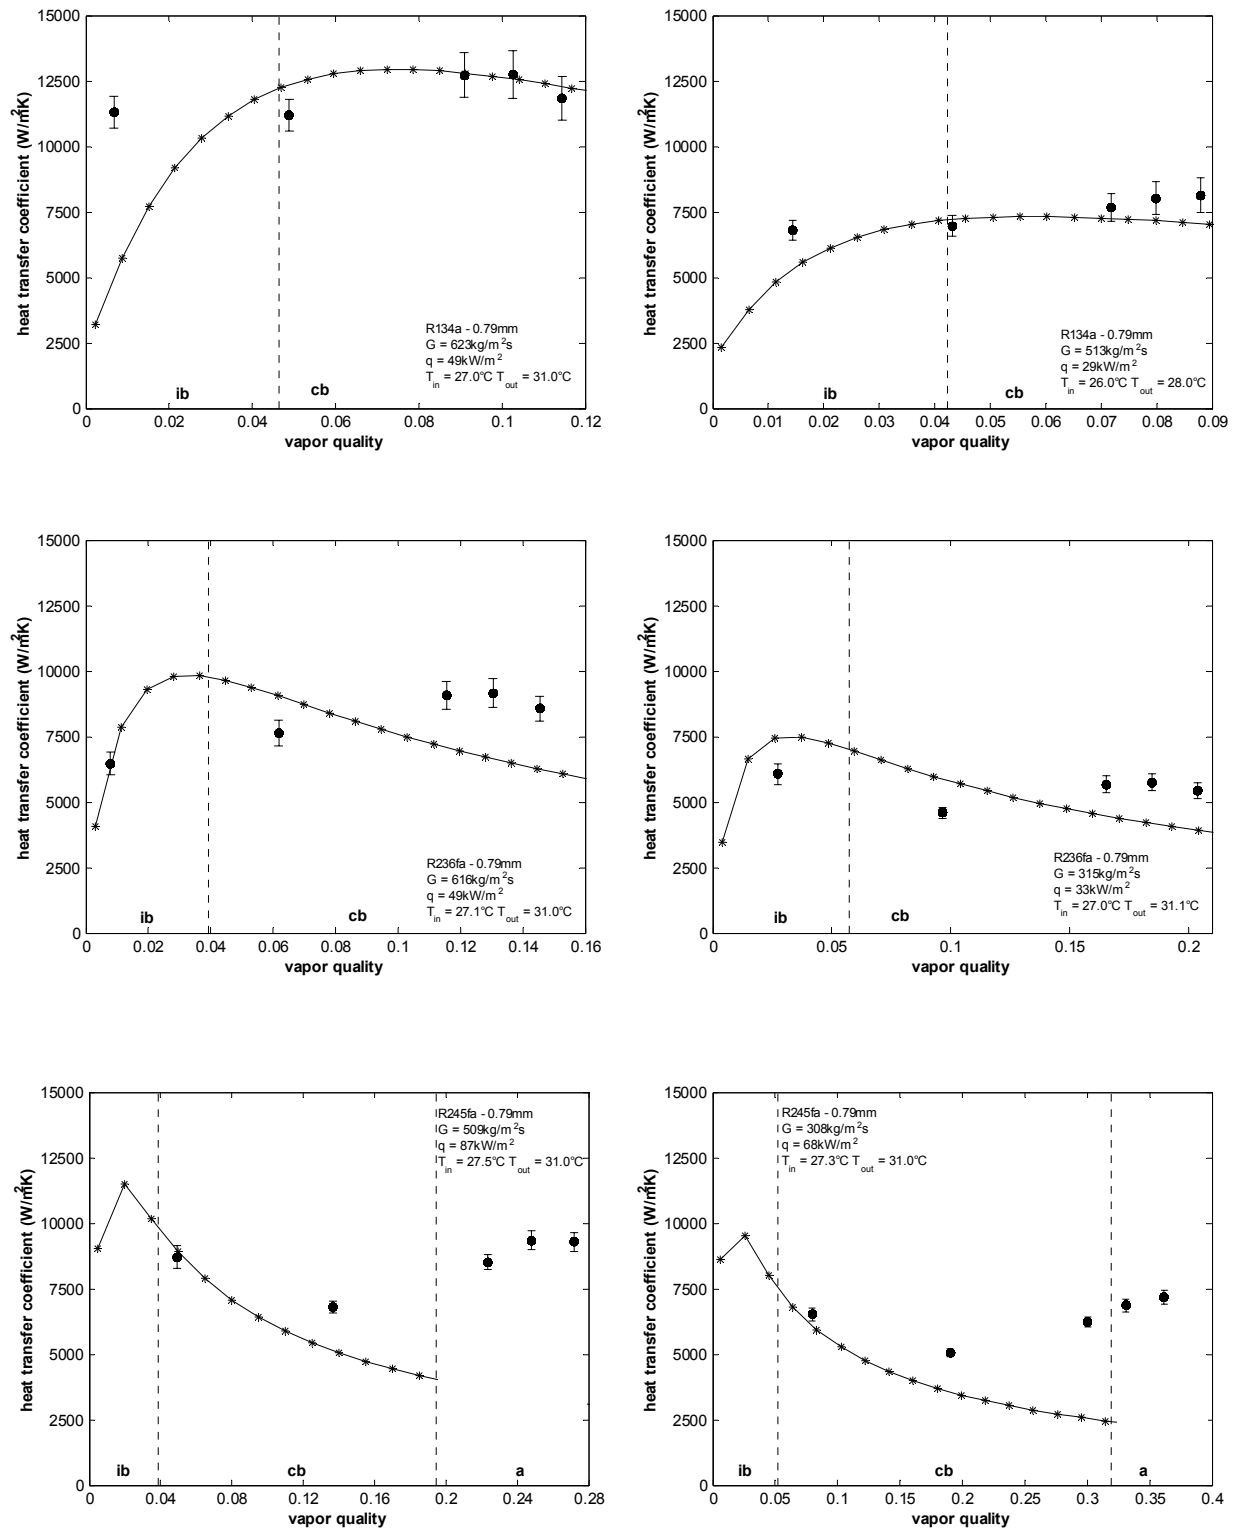 15000
12500
10000
7500
5000
2500
0
heat transfer coefficient (W/m²K)
R134a - 0.79mm
G = 623kg/m²s
q = 49kW/m²
T_in = 27.0°C T_out = 31.0°C
ib
cb
0 0.02 0.04 0.06 0.08 0.1 0.12
vapor quality
15000
12500
10000
7500
5000
2500
0
heat transfer coefficient (W/m²K)
R134a - 0.79mm
G = 513kg/m²s
q = 29kW/m²
T_in = 26.0°C T_out = 28.0°C
ib
cb
0 0.01 0.02 0.03 0.04 0.05 0.06 0.07 0.08 0.09
vapor quality
15000
12500
10000
7500
5000
2500
0
heat transfer coefficient (W/m²K)
R236fa - 0.79mm
G = 616kg/m²s
q = 49kW/m²
T_in = 27.1°C T_out = 31.0°C
ib
cb
0 0.02 0.04 0.06 0.08 0.1 0.12 0.14 0.16
vapor quality
15000
12500
10000
7500
5000
2500
0
heat transfer coefficient (W/m²K)
R236fa - 0.79mm
G = 315kg/m²s
q = 33kW/m²
T_in = 27.0°C T_out = 31.1°C
ib
cb
0 0.05 0.1 0.15 0.2
vapor quality
15000
12500
10000
7500
5000
2500
0
heat transfer coefficient (W/m²K)
R245fa - 0.79mm
G = 509kg/m²s
q = 87kW/m²
T_in = 27.5°C T_out = 31.0°C
ib
cb
a
0 0.04 0.08 0.12 0.16 0.2 0.24 0.28
vapor quality
15000
12500
10000
7500
5000
2500
0
heat transfer coefficient (W/m²K)
R245fa - 0.79mm
G = 308kg/m²s
q = 68kW/m²
T_in = 27.3°C T_out = 31.0°C
ib
cb
a
0 0.05 0.1 0.15 0.2 0.25 0.3 0.35 0.4
vapor quality